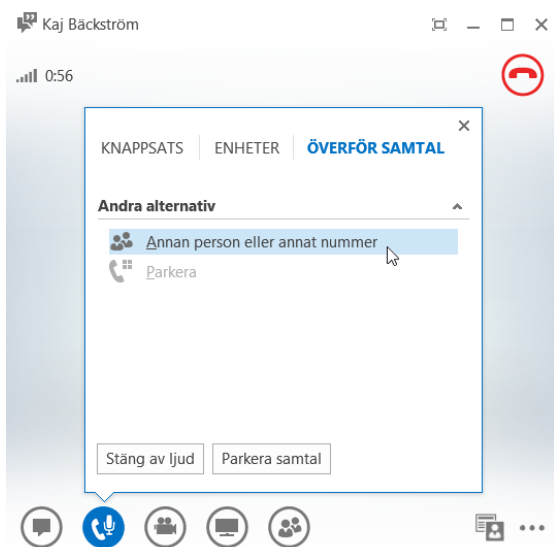 Kaj Bäckström
0:56
KNAPPSATS ENHETER ÖVERFÖR SAMTAL
Andra alternativ
Annan person eller annat nummer
Parkera
Stäng av ljud Parkera samtal